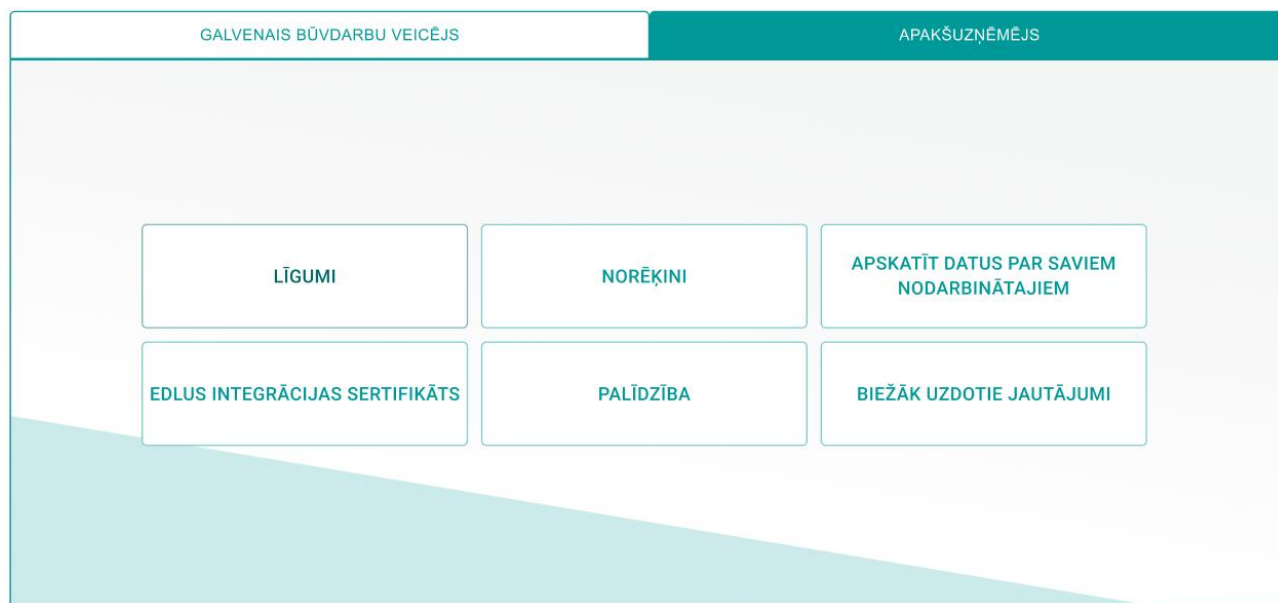 GALVENAIS BŪVDARBU VEICĒJS
APAKŠUZŅĒMĒJS
LĪGUMI
NORĒĶINI
APSKATĪT DATUS PAR SAVIEM
NODARBINĀTAJIEM
EDLUS INTEGRĀCIJAS SERTIFIKĀTS
PALĪDZĪBA
BIEŽĀK UZDOTIE JAUTĀJUMI